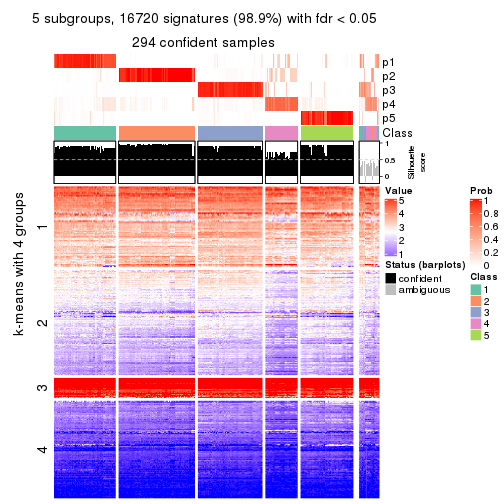 5 subgroups, 16720 signatures (98.9%) with fdr < 0.05
294 confident samples
p1
p2
p3
p4
p5
Class
1
0.5
0
Silhouette
score
k-means with 4 groups
1
2
3
4
Value
5
4
3
2
1
Status (barplots)
confident
ambiguous
Prob
1
0.8
0.6
0.4
0.2
0
Class
1
2
3
4
5